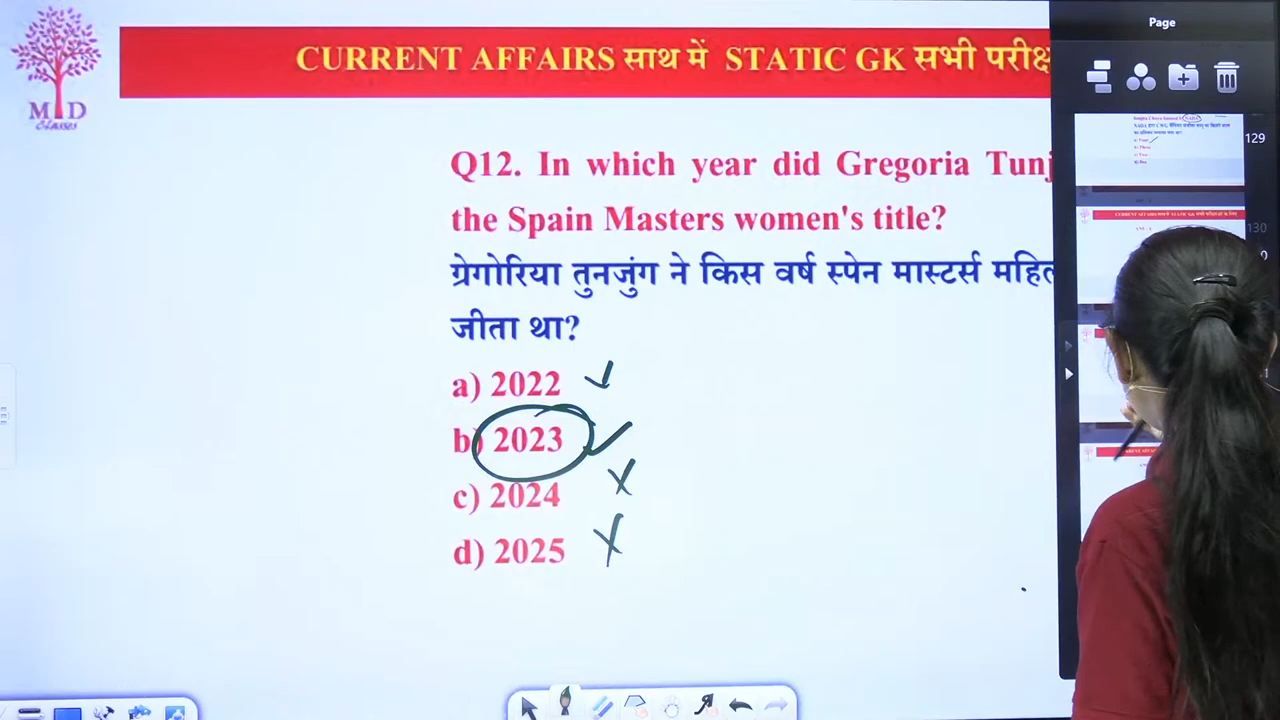 Page
MD
Classes
CURRENT AFFAIRS साथ में STATIC GK सभी परीक्ष
Q12. In which year did Gregoria Tunj
the Spain Masters women's title?
ग्रेगोरिया तुनजुंग ने किस वर्ष स्पेन मास्टर्स महिल
जीता था?
a) 2022
b) 2023
c) 2024
d) 2025
129
130